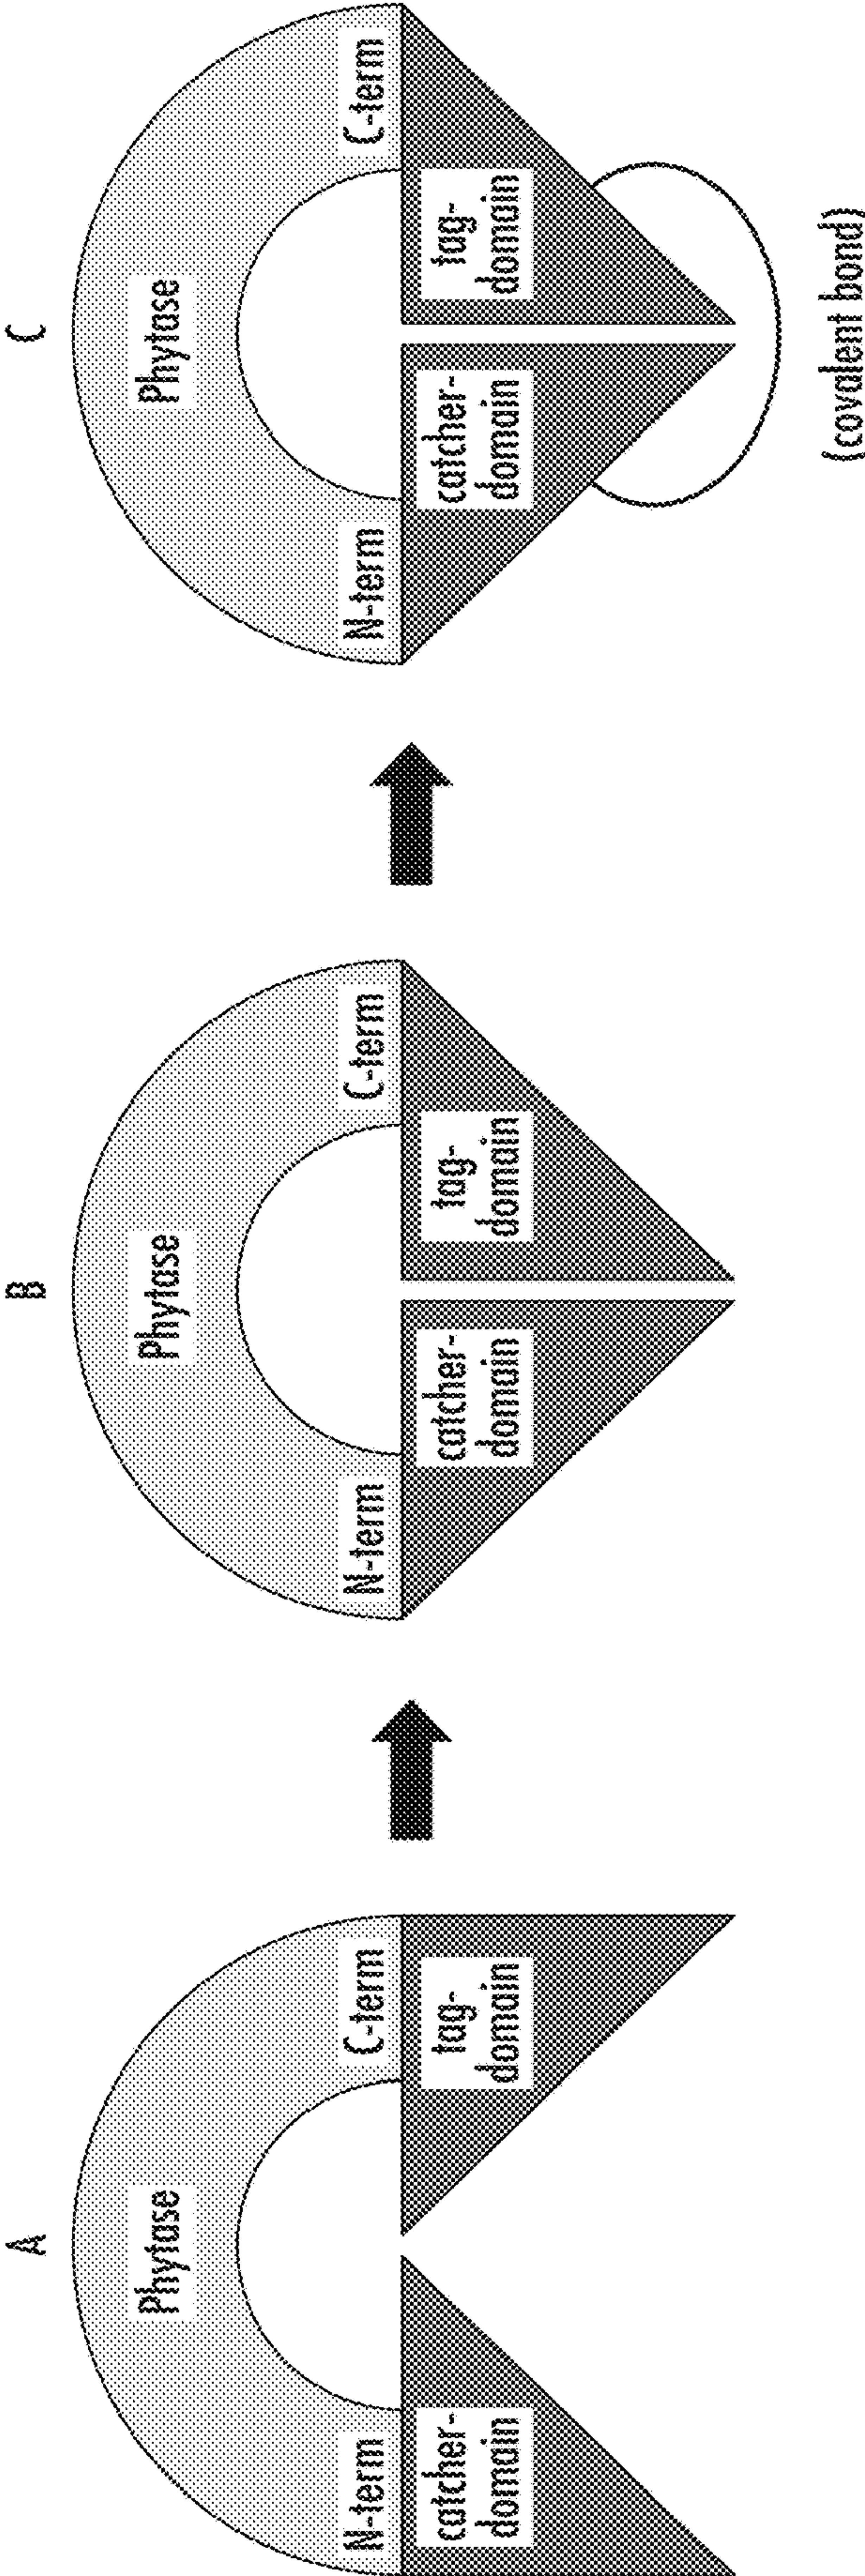 A
Phytase
N-term
C-term
catcher-
domain
tag-
domain
B
Phytase
N-term
C-term
catcher-
domain
tag-
domain
C
Phytase
N-term
C-term
catcher-
domain
tag-
domain
(covalent bond)